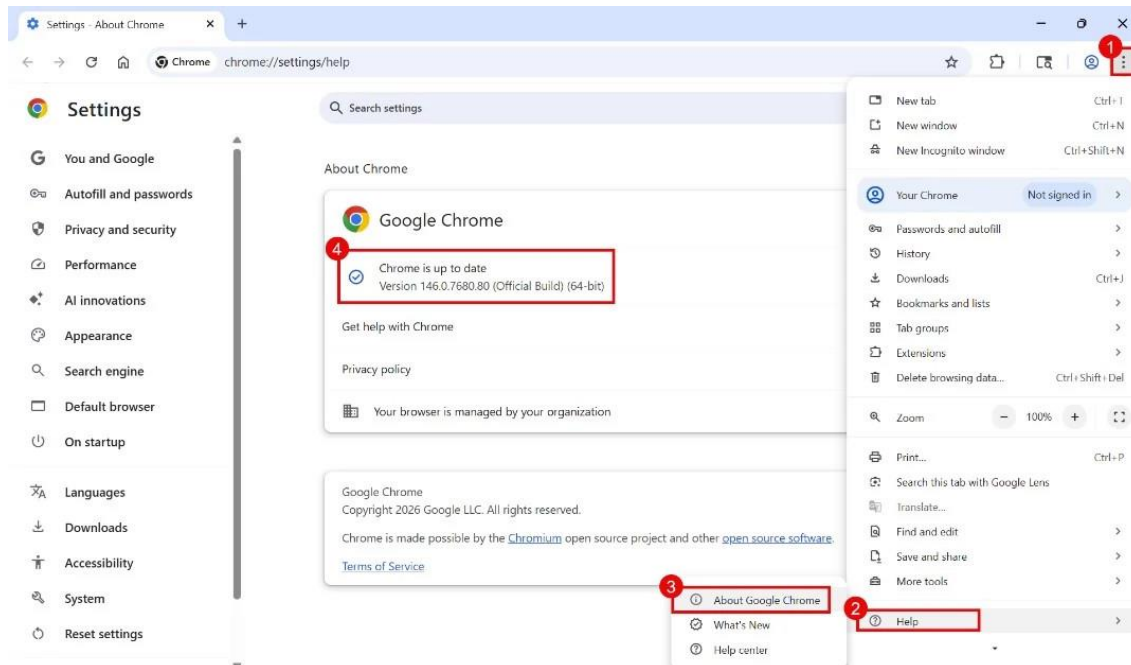 Settings - About Chrome
Chrome
chrome://settings/help
1
Settings
You and Google
Autofill and passwords
Privacy and security
Performance
AI innovations
Appearance
Search engine
Default browser
On startup
Languages
Downloads
Accessibility
System
Reset settings
Search settings
About Chrome
Google Chrome
4
Chrome is up to date
Version 146.0.7680.80 (Official Build) (64-bit)
Get help with Chrome
Privacy policy
Your browser is managed by your organization
Google Chrome
Copyright 2026 Google LLC. All rights reserved.
Chrome is made possible by the Chromium open source project and other open source software.
Terms of Service
New tab Ctrl+T
New window Ctrl+N
New Incognito window Ctrl+Shift+N
Your Chrome Not signed in
Passwords and autofill
History
Downloads Ctrl+J
Bookmarks and lists
Tab groups
Extensions
Delete browsing data... Ctrl+Shift+Del
Zoom − 100% +
Print... Ctrl+P
Search this tab with Google Lens
Translate...
Find and edit
Save and share
More tools
2
Help
3
About Google Chrome
What's New
Help center